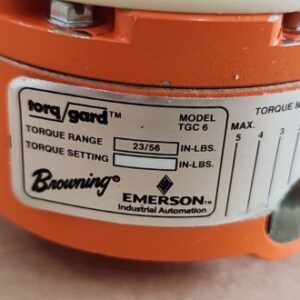 torq/gard™
MODEL
TGC 6
TORQUE RANGE 23/56 IN-LBS.
TORQUE SETTING IN-LBS.
Browning®
EMERSON™
Industrial Automation
TORQUE
MAX.
5 4 3